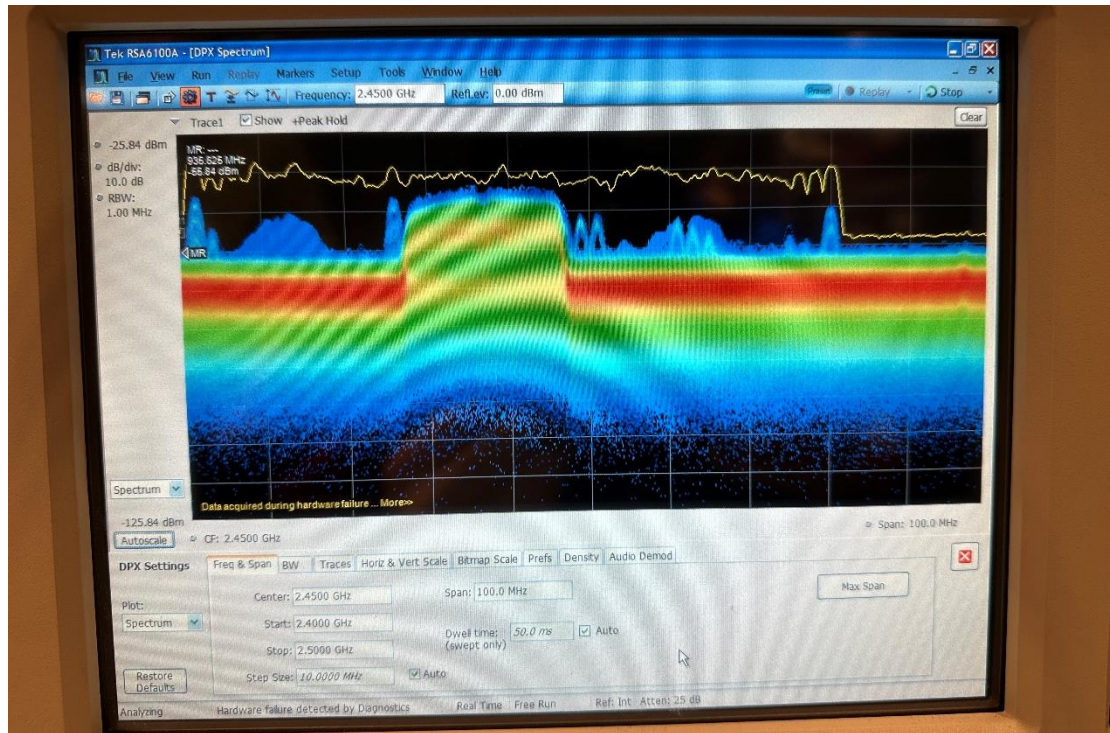 Tek RSA6100A - [DPX Spectrum]
File View Run Replay Markers Setup Tools Window Help
Frequency: 2.4500 GHz RefLev: 0.00 dBm Preset Replay Stop
Trace1 Show +Peak Hold Clear
-25.84 dBm
dB/div:
10.0 dB
RBW:
1.00 MHz
MR: ---
936.626 MHz
MR
Spectrum
Data acquired during hardware failure ... More>>
-125.84 dBm
Autoscale CF: 2.4500 GHz Span: 100.0 MHz
DPX Settings Freq & Span BW Traces Horiz & Vert Scale Bitmap Scale Prefs Density Audio Demod
Center: 2.4500 GHz Span: 100.0 MHz Max Span
Plot:
Spectrum Start: 2.4000 GHz
Dwell time: 50.0 ms Auto
(swept only)
Stop: 2.5000 GHz
Step Size: 10.0000 MHz Auto
Restore
Defaults
Analyzing Hardware failure detected by Diagnostics Real Time Free Run Ref: Int Atten: 25 dB